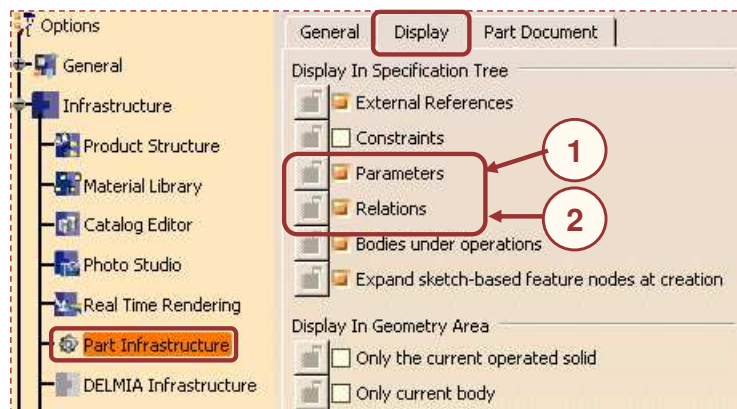 Options
General
Infrastructure
Product Structure
Material Library
Catalog Editor
Photo Studio
Real Time Rendering
Part Infrastructure
DELMIA Infrastructure
General Display Part Document
Display In Specification Tree
External References
Constraints
Parameters
Relations
Bodies under operations
Expand sketch-based feature nodes at creation
Display In Geometry Area
Only the current operated solid
Only current body
1
2